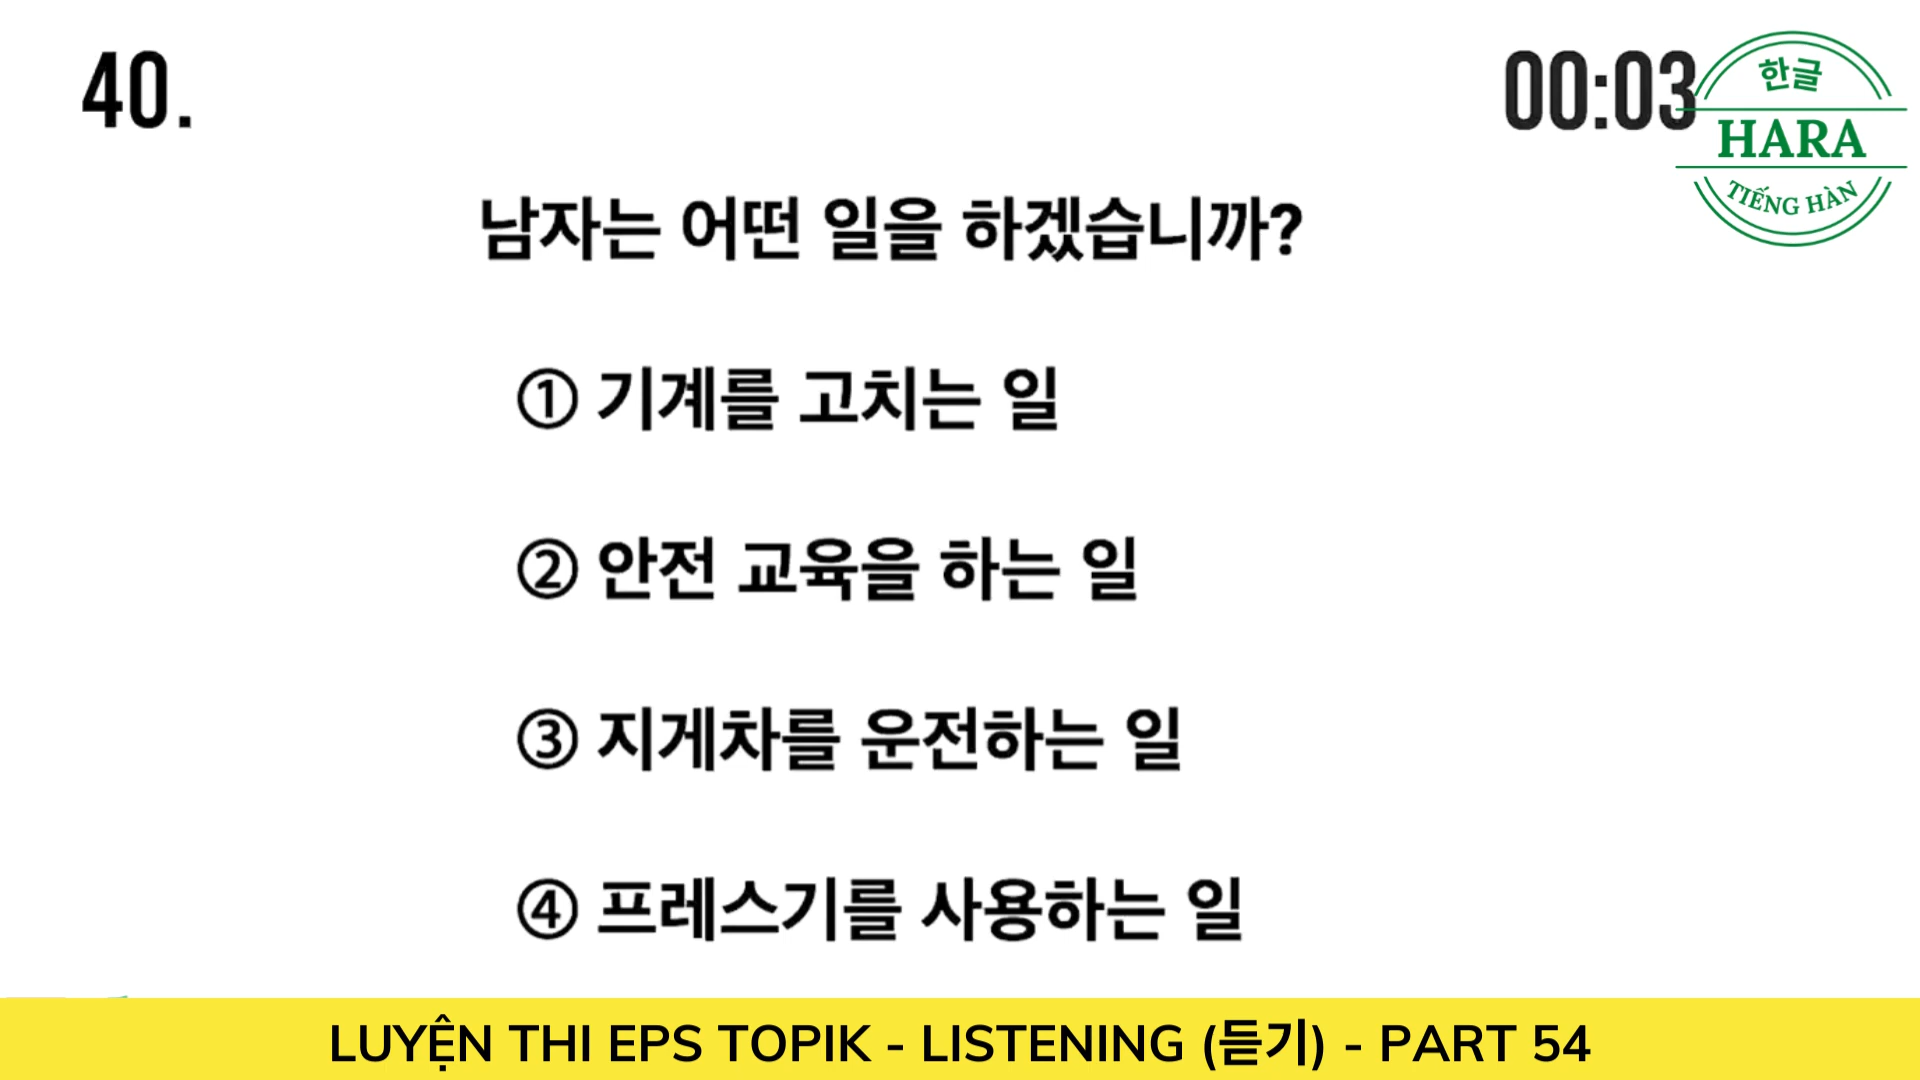 40.
00:03
한글
HARA
TIẾNG HÀN
남자는 어떤 일을 하겠습니까?
① 기계를 고치는 일
② 안전 교육을 하는 일
③ 지게차를 운전하는 일
④ 프레스기를 사용하는 일
LUYỆN THI EPS TOPIK - LISTENING (듣기) - PART 54